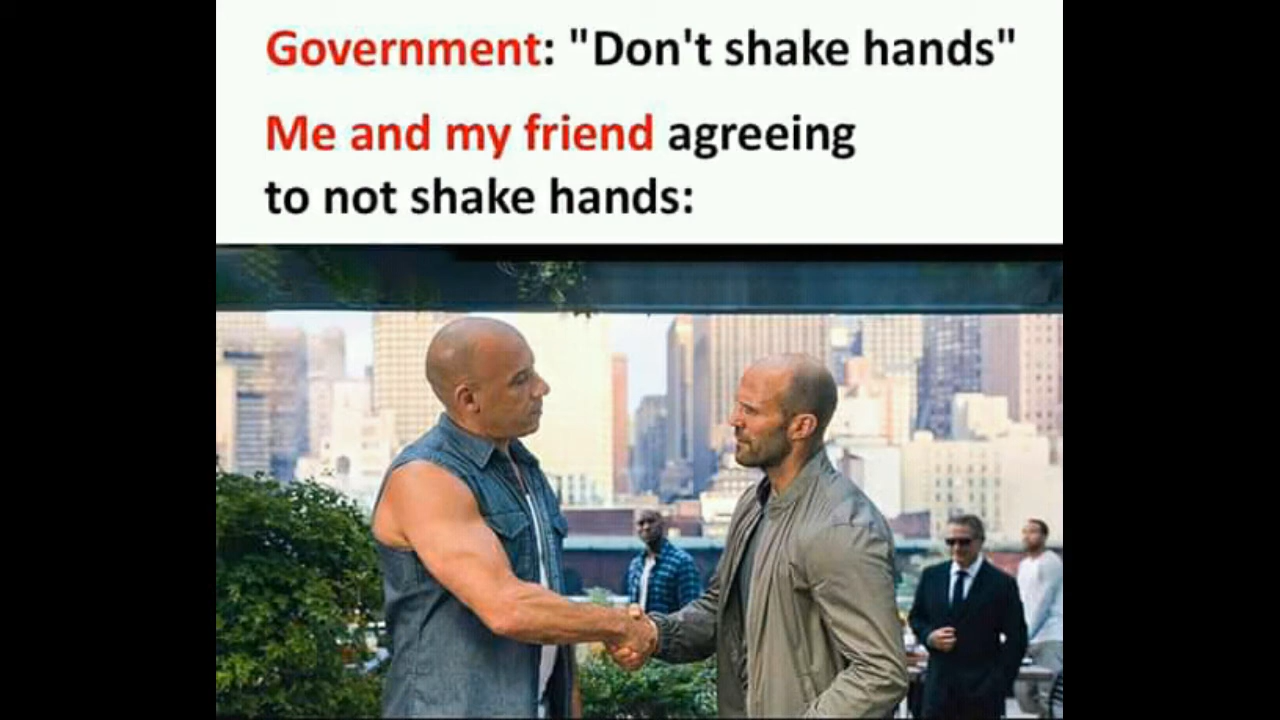 Government: "Don't shake hands"
Me and my friend agreeing
to not shake hands: